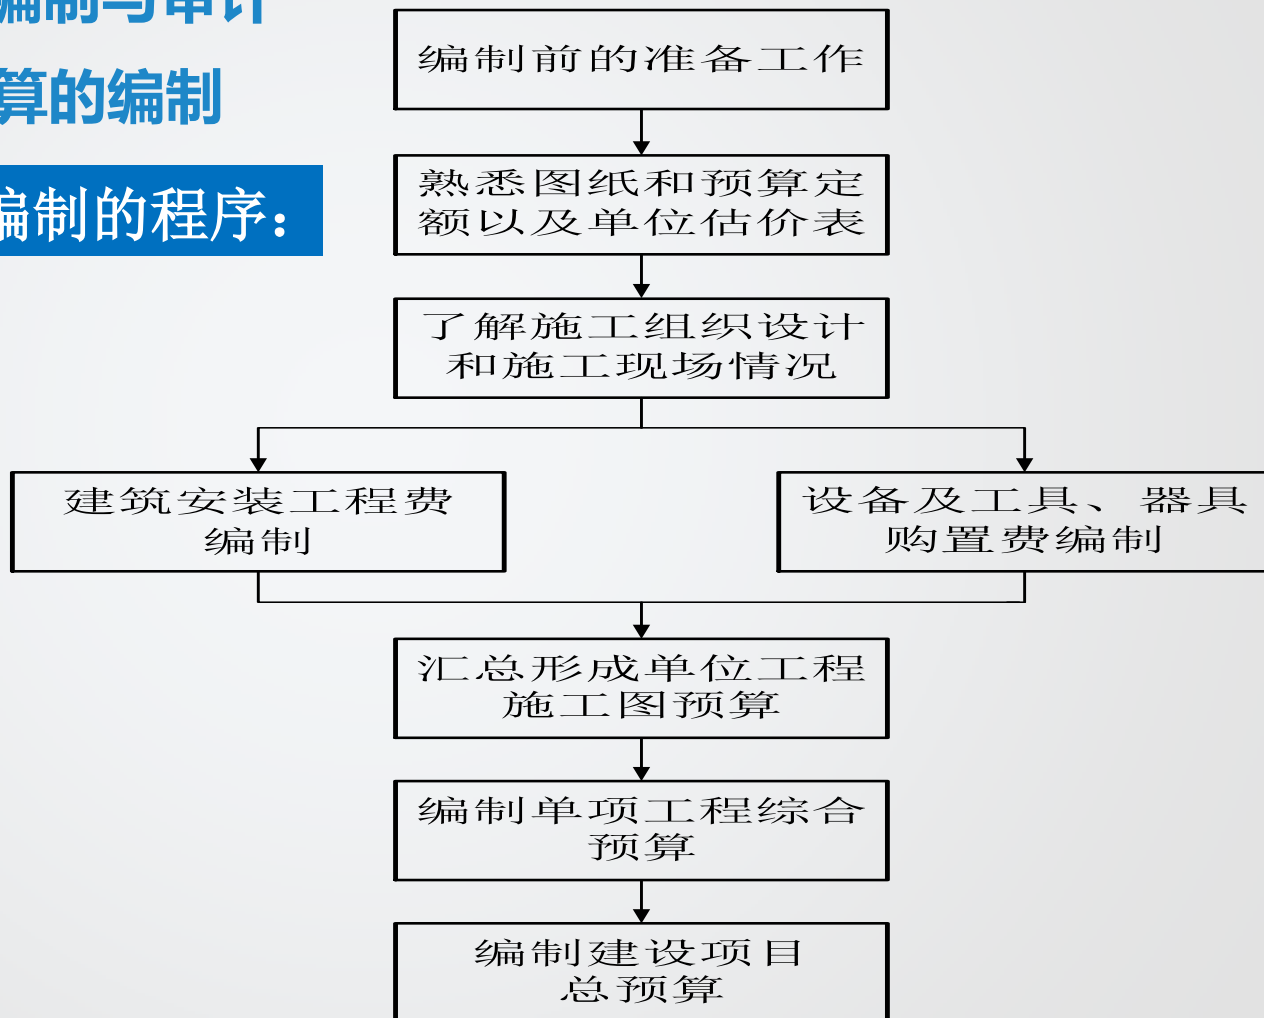 编制与审计
算的编制
编制的程序：
编制前的准备工作
熟悉图纸和预算定
额以及单位估价表
了解施工组织设计
和施工现场情况
建筑安装工程费
编制
设备及工具、器具
购置费编制
汇总形成单位工程
施工图预算
编制单项工程综合
预算
编制建设项目
总预算